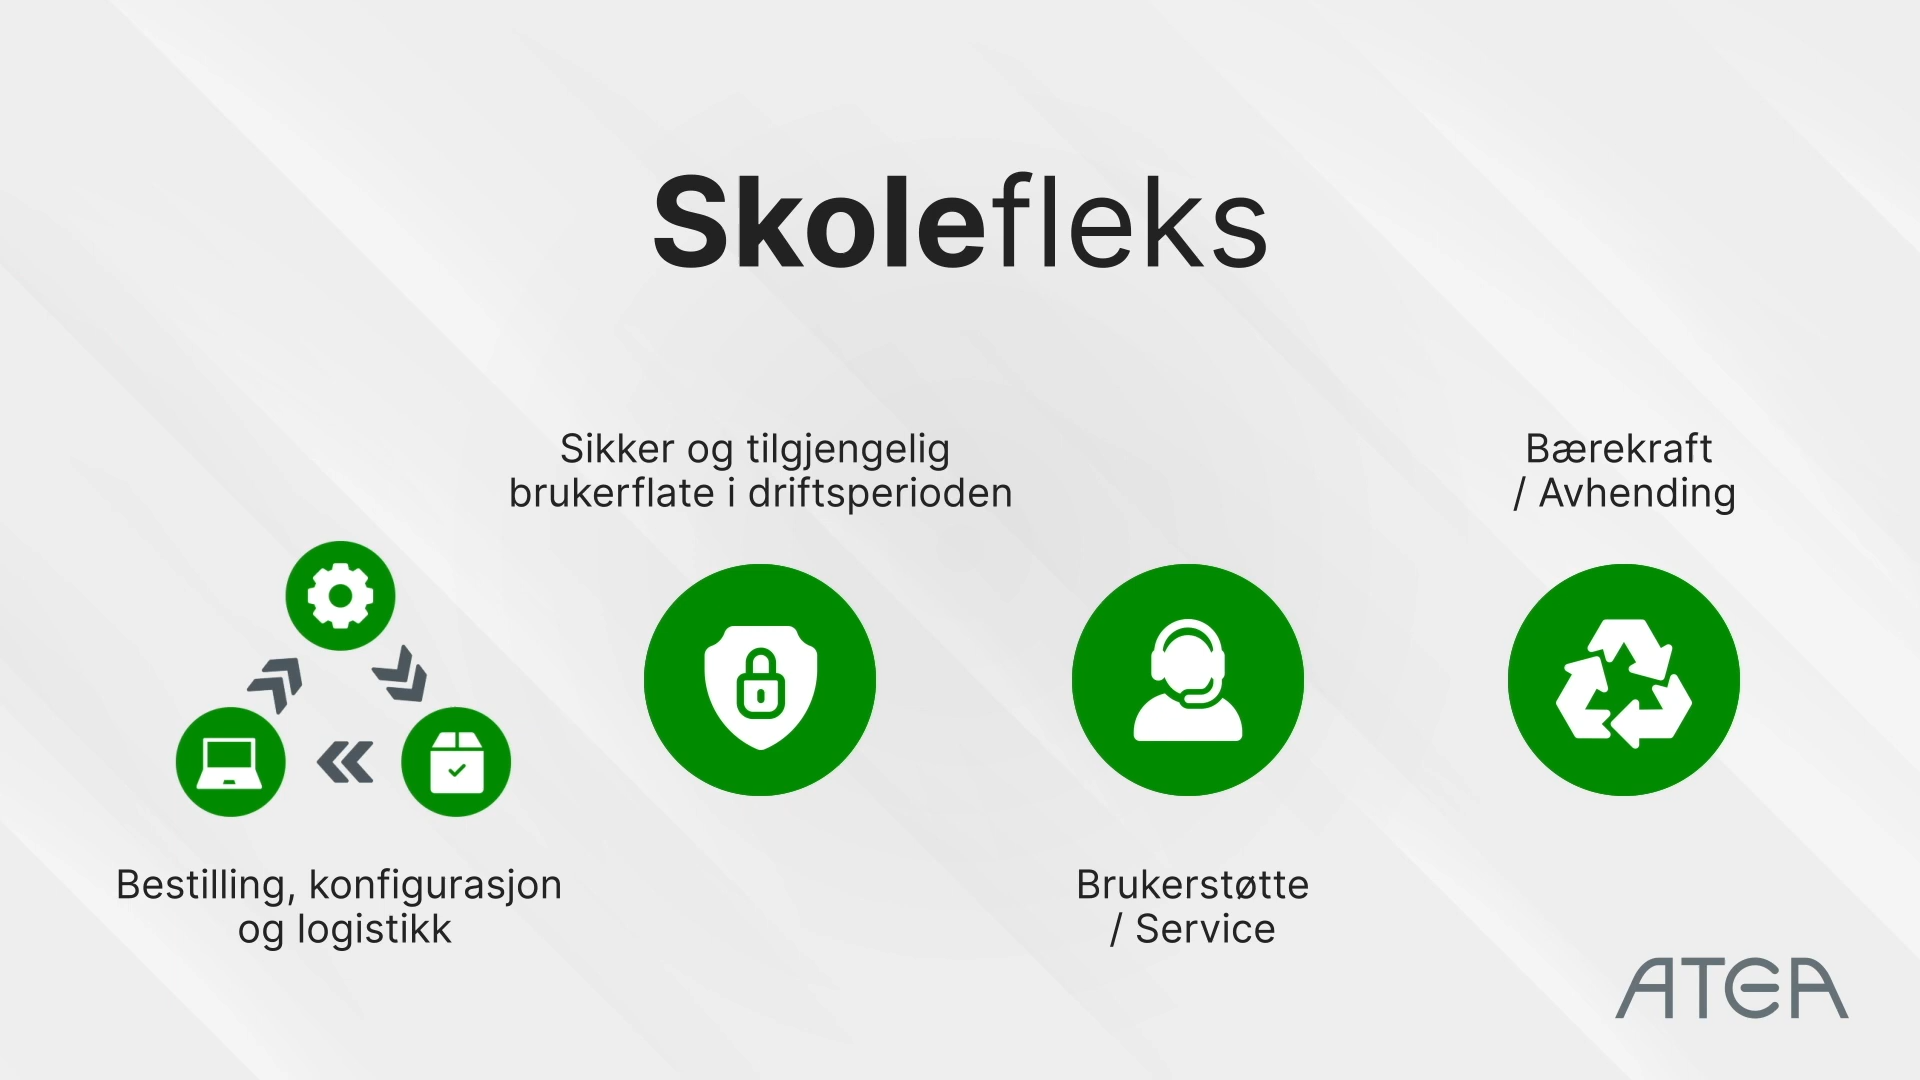 Skolefleks
Sikker og tilgjengelig
brukerflate i driftsperioden
Bærekraft
/ Avhending
Bestilling, konfigurasjon
og logistikk
Brukerstøtte
/ Service
ATEA